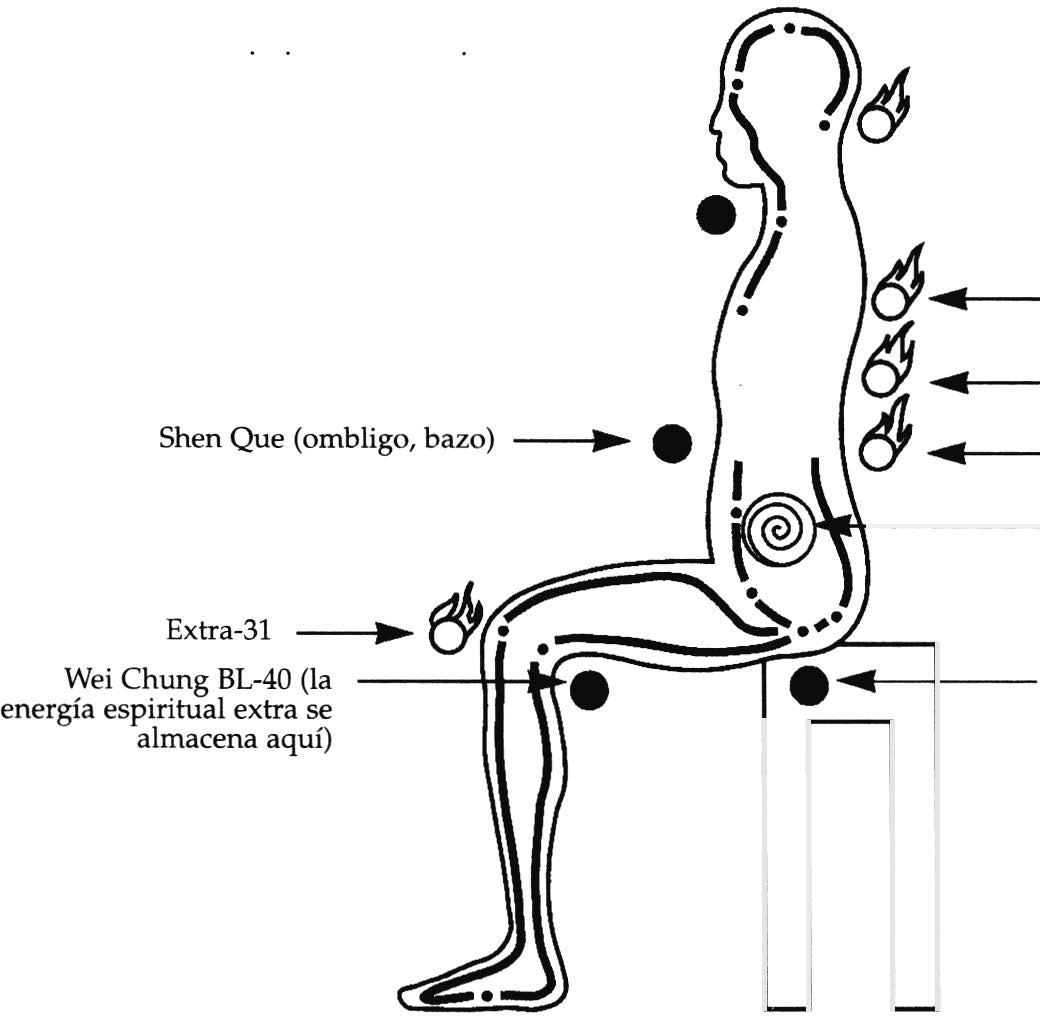 Shen Que (ombligo, bazo)
Extra-31
Wei Chung BL-40 (la
energía espiritual extra se
almacena aquí)